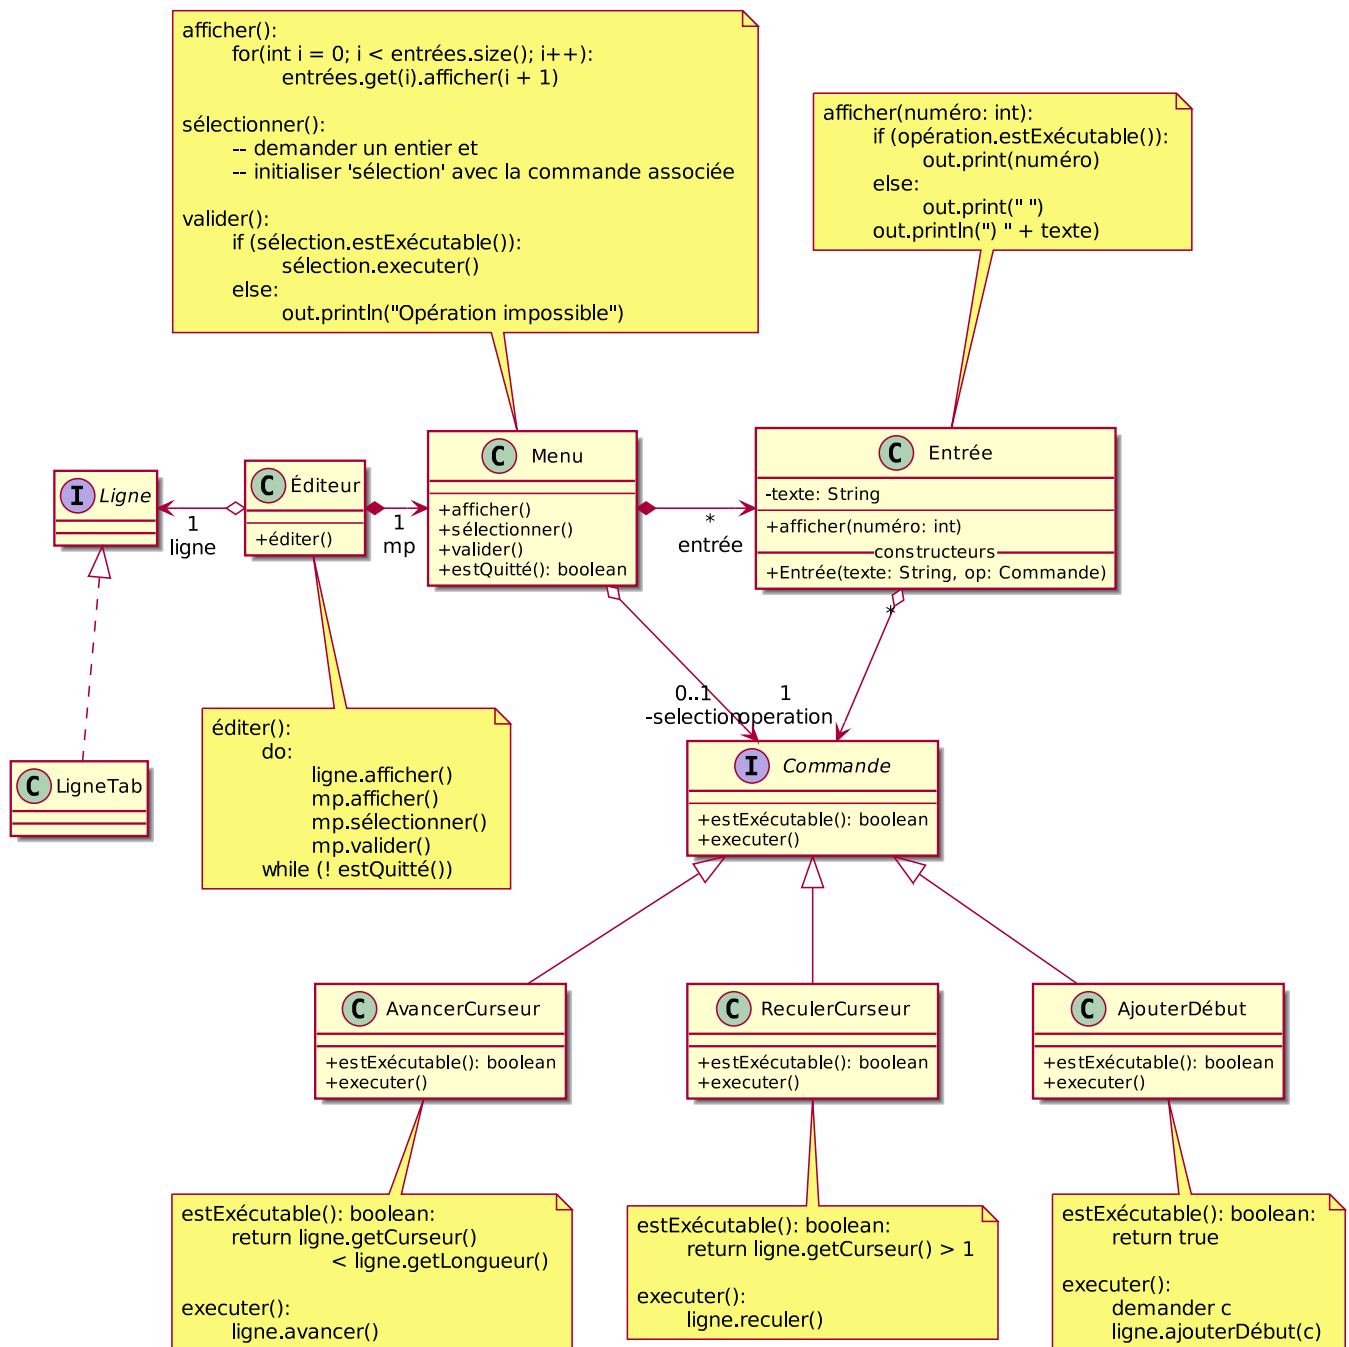 afficher():
for(int i = 0; i < entrées.size(); i++):
entrées.get(i).afficher(i + 1)
sélectionner():
-- demander un entier et
-- initialiser 'sélection' avec la commande associée
valider():
if (sélection.estExécutable()):
sélection.executer()
else:
out.println("Opération impossible")
afficher(numéro: int):
if (opération.estExécutable()):
out.print(numéro)
else:
out.print(" ")
out.println(") " + texte)
I Ligne
1
ligne
C Éditeur
+éditer()
1
mp
C Menu
+afficher()
+sélectionner()
+valider()
+estQuitté(): boolean
*
entrée
C Entrée
-texte: String
+afficher(numéro: int)
constructeurs
+Entrée(texte: String, op: Commande)
*
0..1
-selection
1
operation
C LigneTab
éditer():
do:
ligne.afficher()
mp.afficher()
mp.sélectionner()
mp.valider()
while (! estQuitté())
I Commande
+estExécutable(): boolean
+executer()
C AvancerCurseur
+estExécutable(): boolean
+executer()
C ReculerCurseur
+estExécutable(): boolean
+executer()
C AjouterDébut
+estExécutable(): boolean
+executer()
estExécutable(): boolean:
return ligne.getCurseur()
< ligne.getLongueur()
executer():
ligne.avancer()
estExécutable(): boolean:
return ligne.getCurseur() > 1
executer():
ligne.reculer()
estExécutable(): boolean:
return true
executer():
demander c
ligne.ajouterDébut(c)